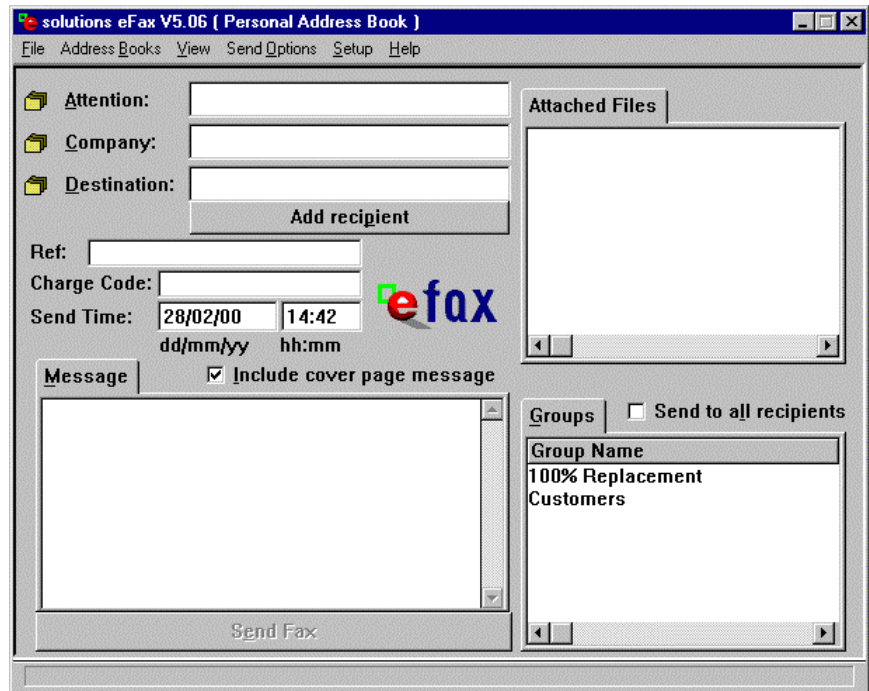 e solutions eFax V5.06 ( Personal Address Book )
File Address Books View Send Options Setup Help
Attention:
Company:
Destination:
Add recipient
Ref:
Charge Code:
Send Time: 28/02/00 14:42
dd/mm/yy hh:mm
efax
Message Include cover page message
Send Fax
Attached Files
Groups Send to all recipients
Group Name
100% Replacement
Customers